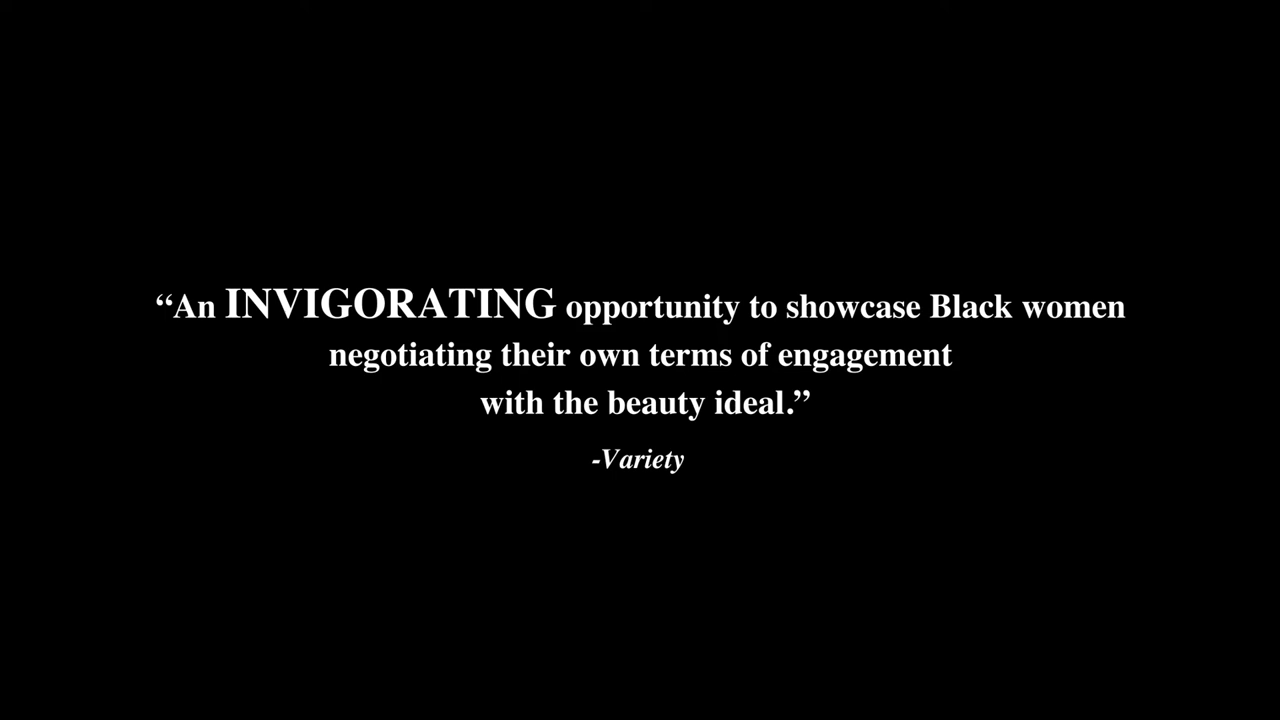 “An INVIGORATING opportunity to showcase Black women
negotiating their own terms of engagement
with the beauty ideal.”
-Variety